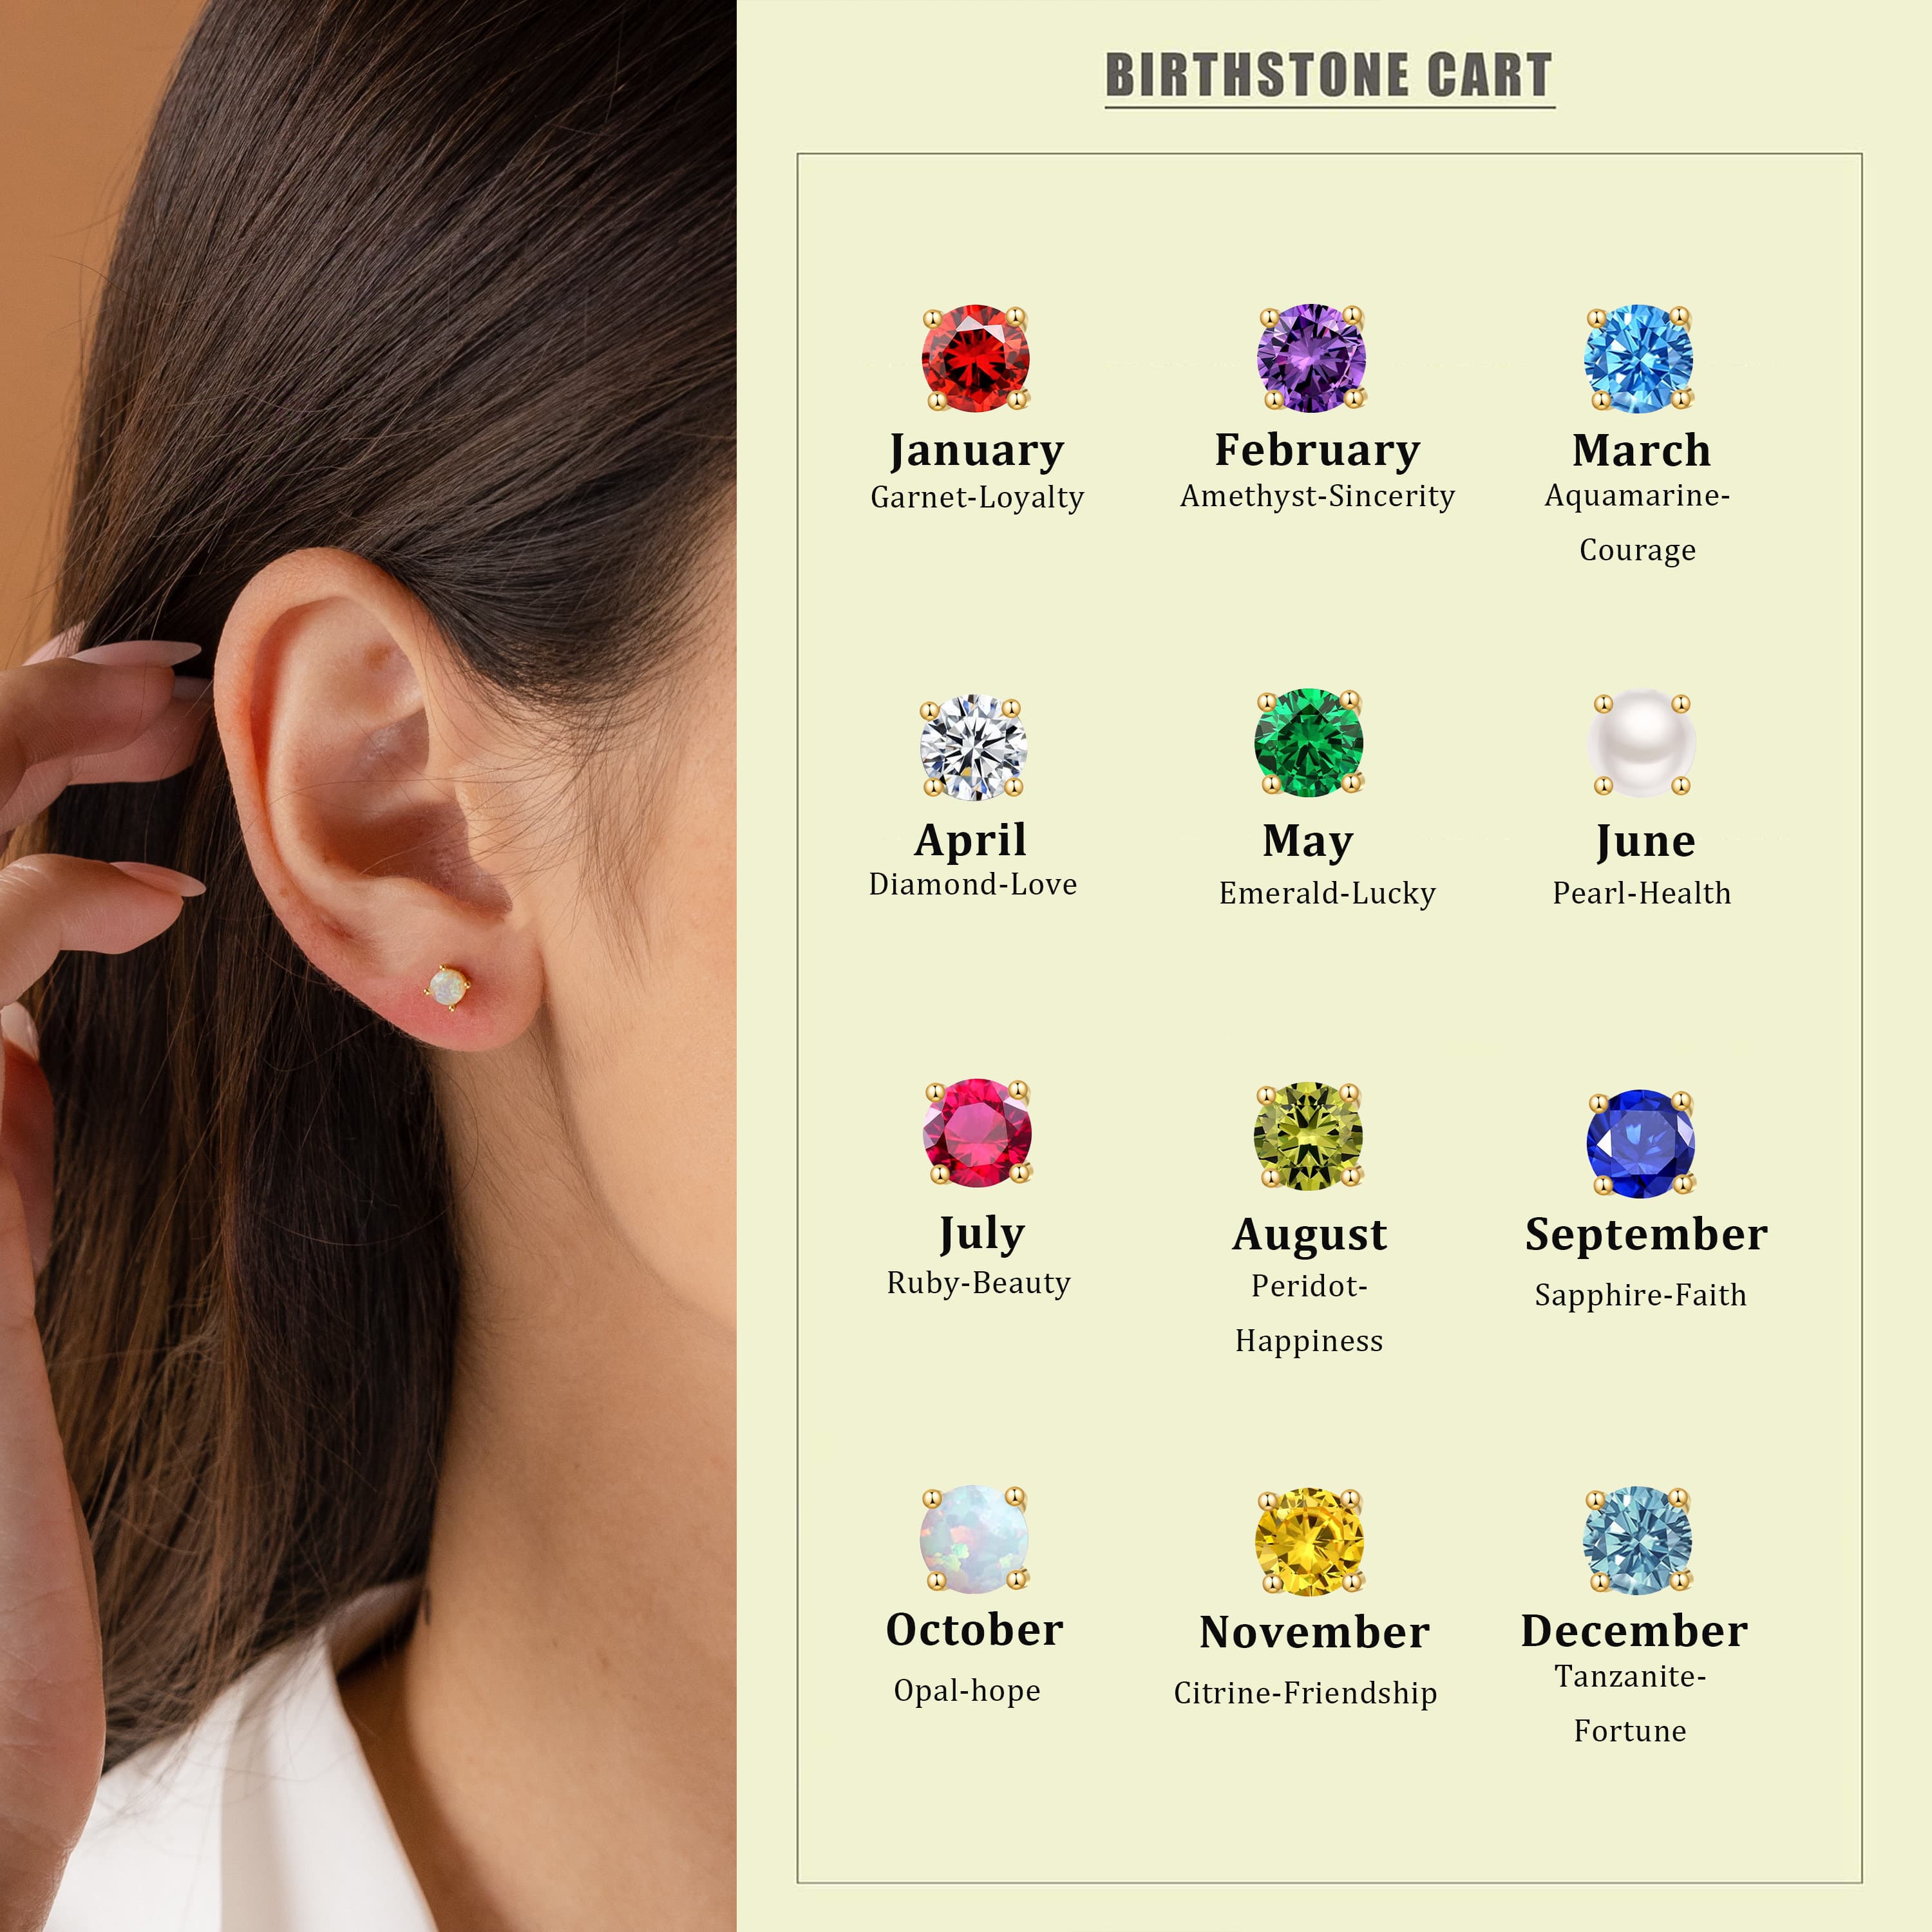 BIRTHSTONE CART
January
Garnet-Loyalty
February
Amethyst-Sincerity
March
Aquamarine-
Courage
April
Diamond-Love
May
Emerald-Lucky
June
Pearl-Health
July
Ruby-Beauty
August
Peridot-
Happiness
September
Sapphire-Faith
October
Opal-hope
November
Citrine-Friendship
December
Tanzanite-
Fortune